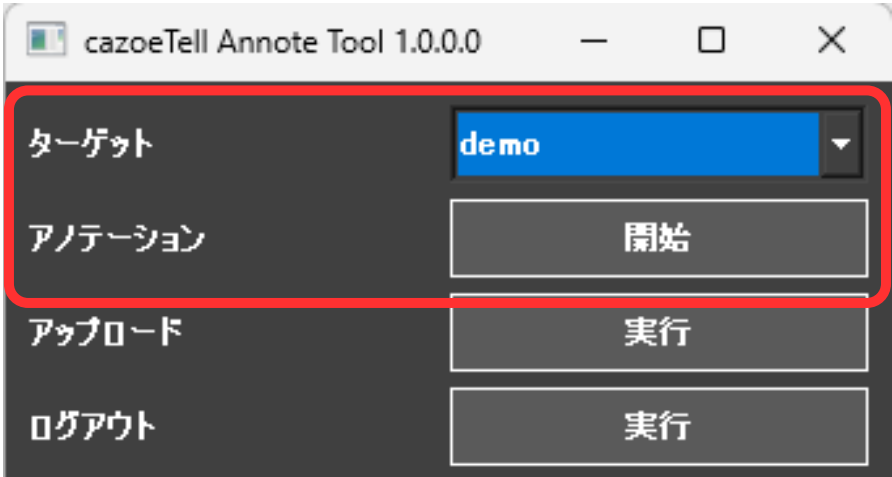 cazoeTell Annote Tool 1.0.0.0
ターゲット demo
アノテーション 開始
アップロード 実行
ログアウト 実行